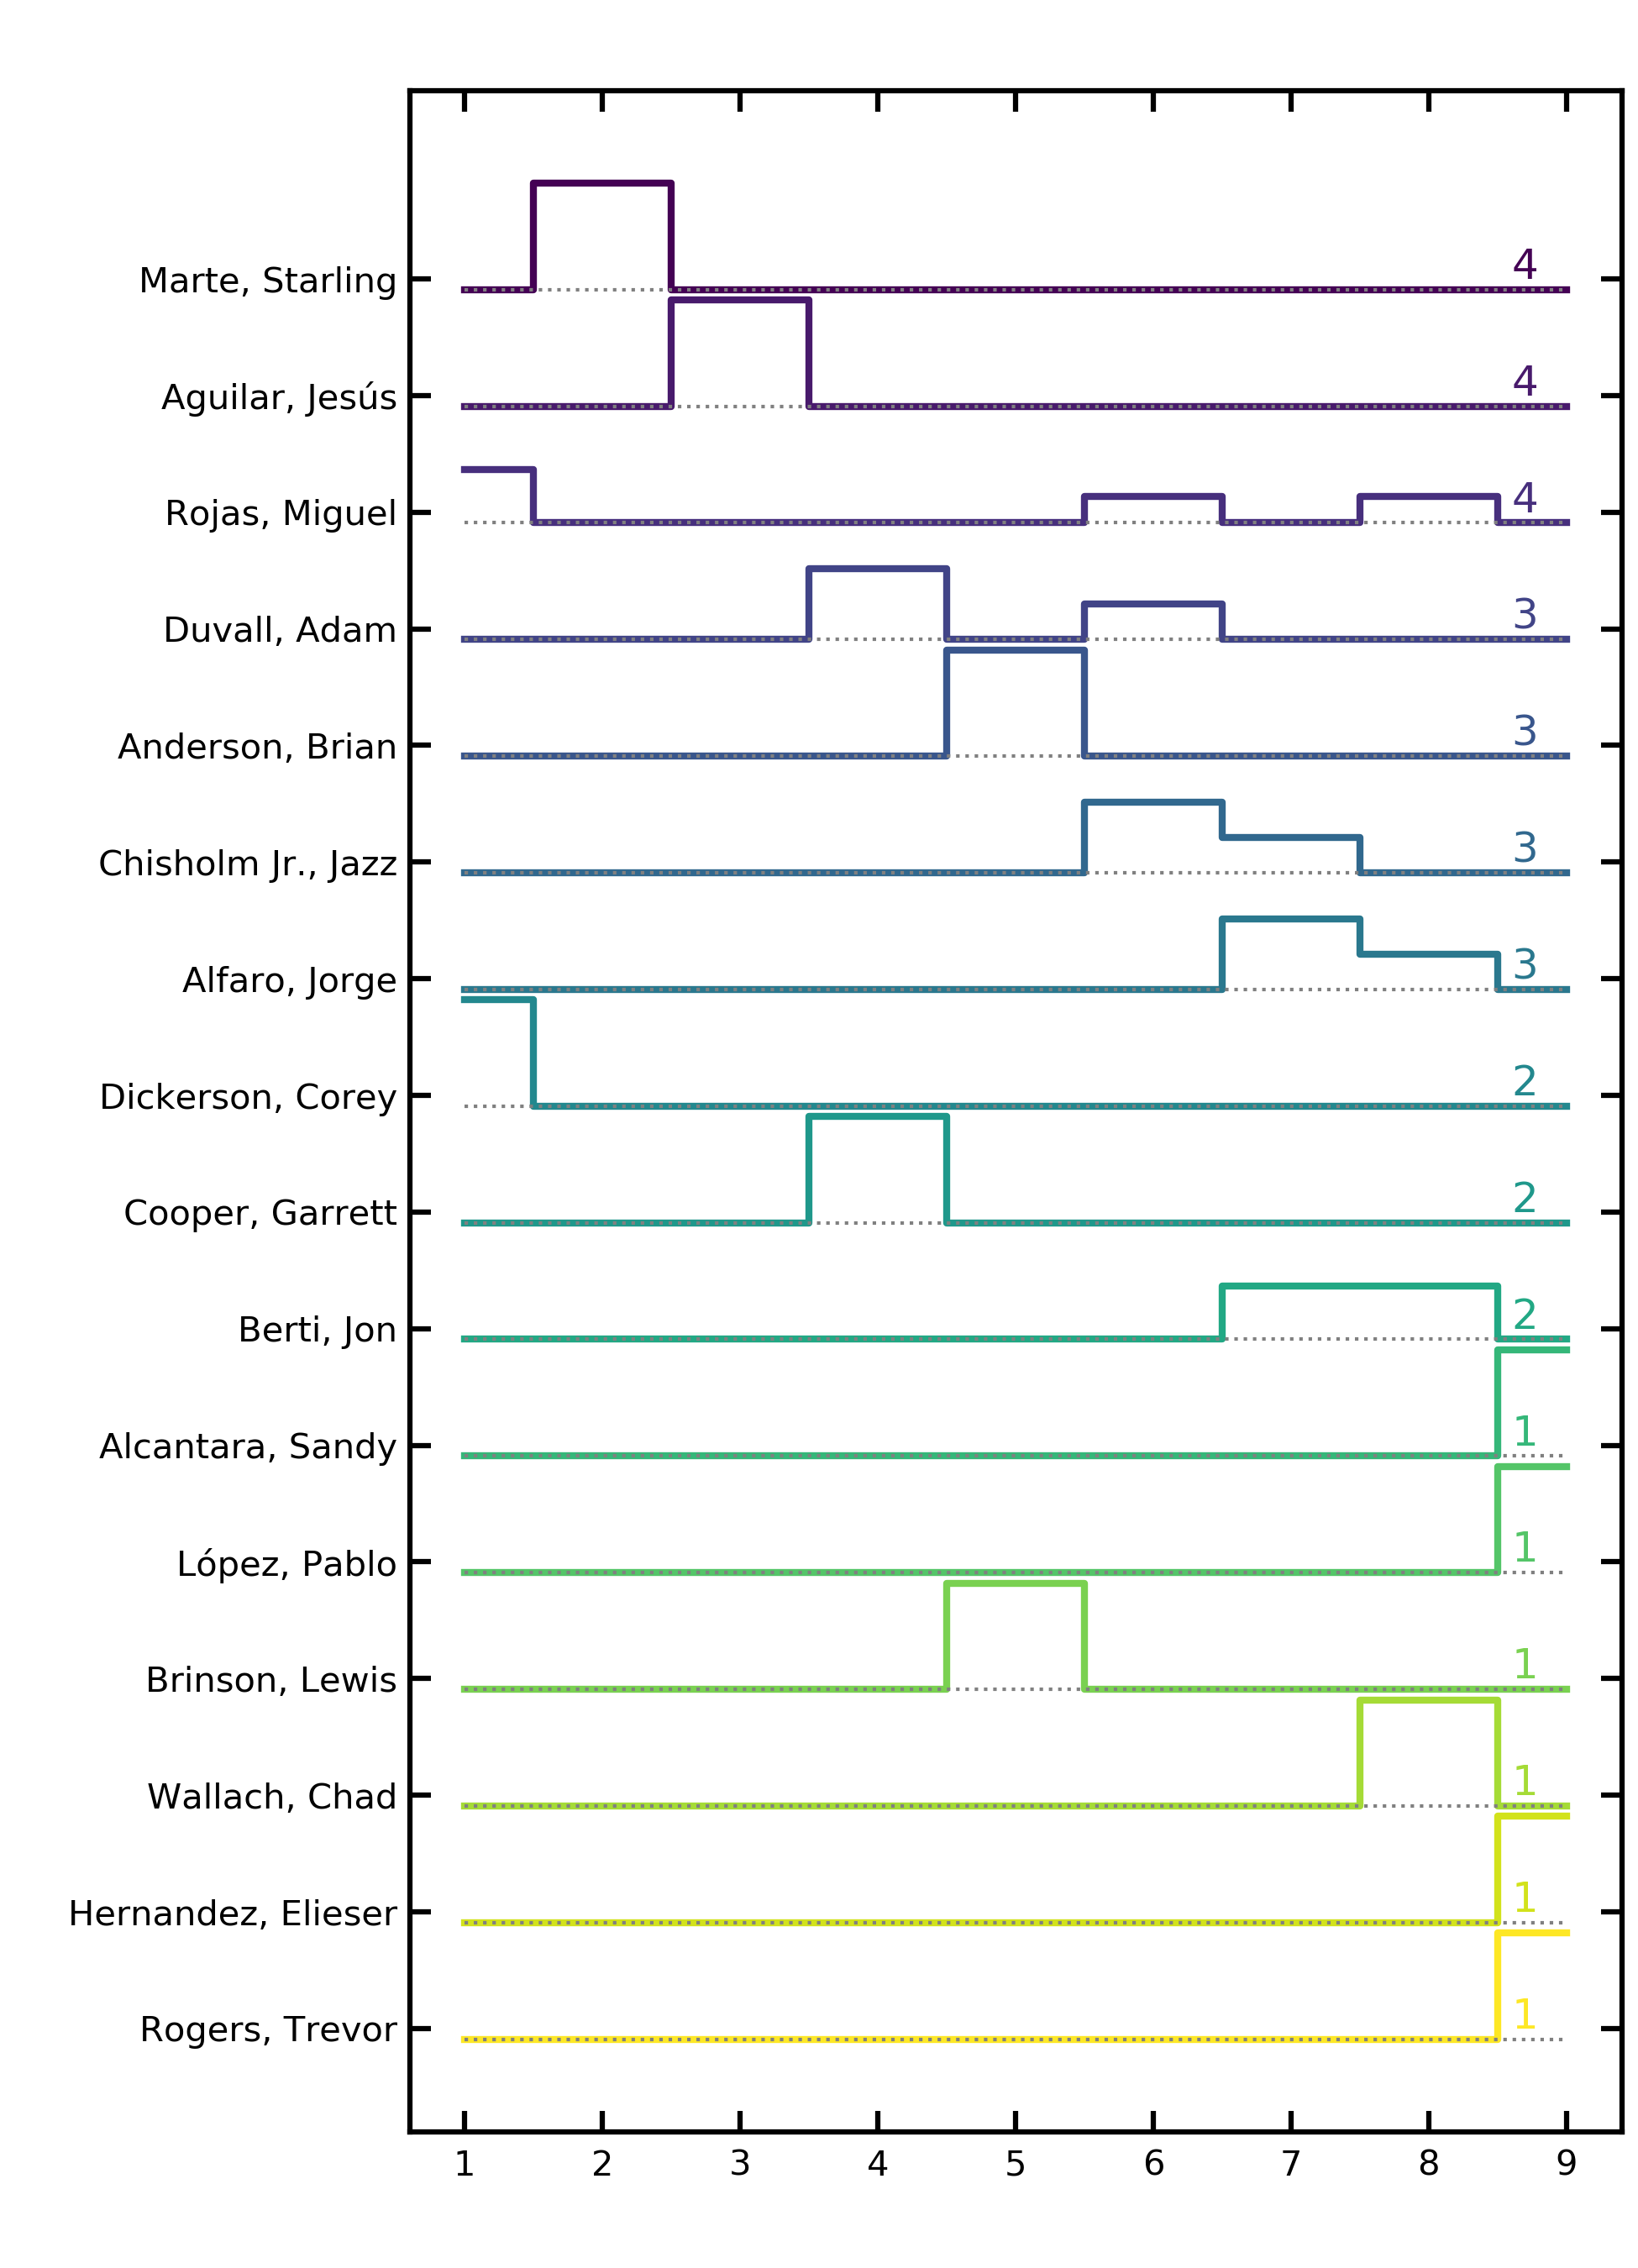 Marte, Starling 4
Aguilar, Jesús 4
Rojas, Miguel 4
Duvall, Adam 3
Anderson, Brian 3
Chisholm Jr., Jazz 3
Alfaro, Jorge 3
Dickerson, Corey 2
Cooper, Garrett 2
Berti, Jon 2
Alcantara, Sandy 1
López, Pablo 1
Brinson, Lewis 1
Wallach, Chad 1
Hernandez, Elieser 1
Rogers, Trevor 1
1 2 3 4 5 6 7 8 9